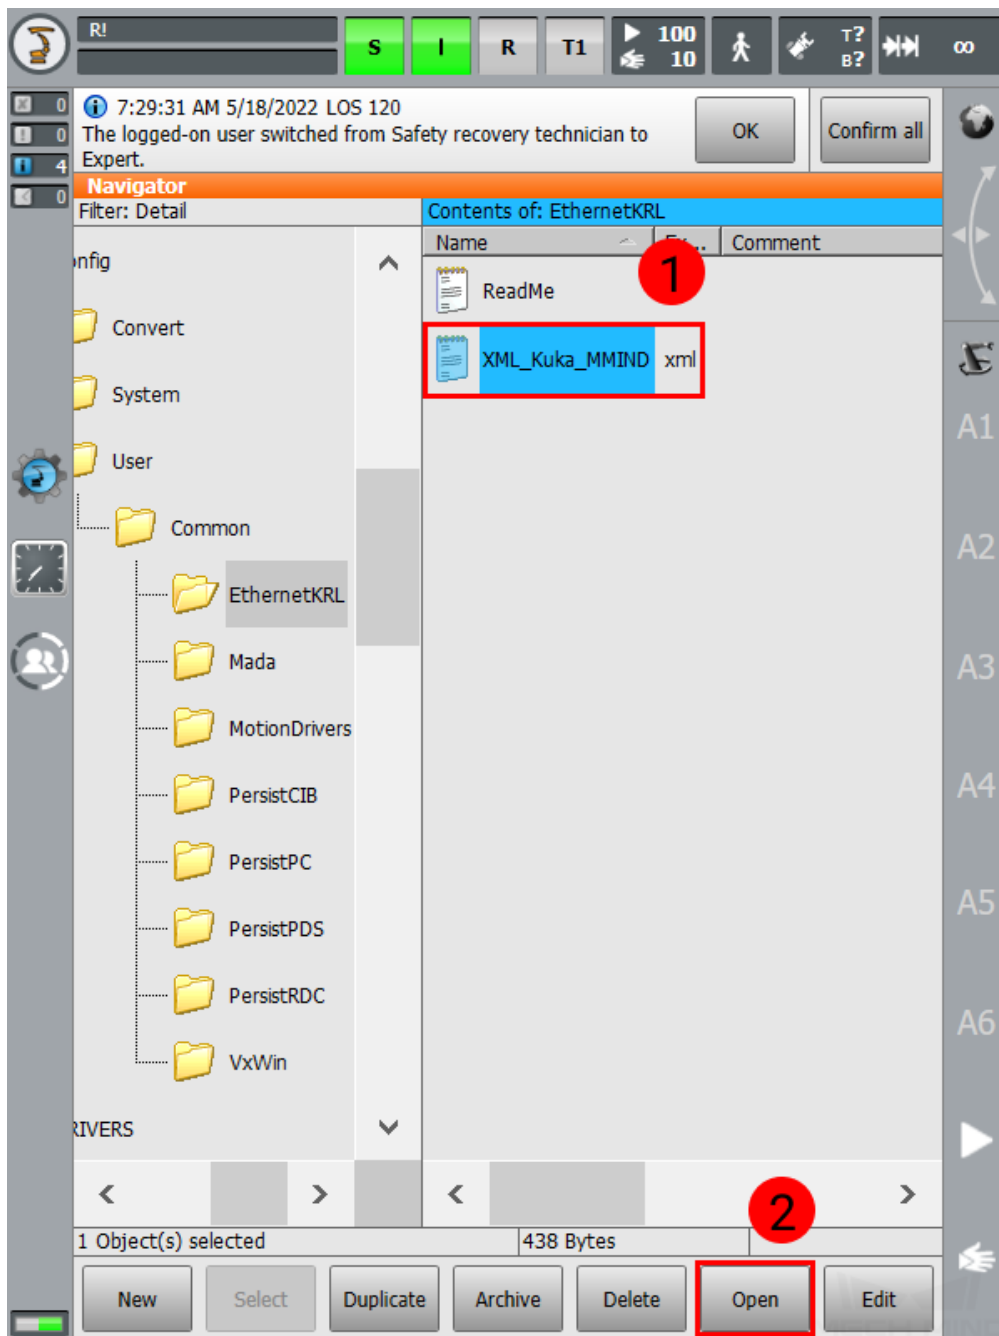 R!
S I R T1 100 10 T? B? ∞
0
0
4
0
7:29:31 AM 5/18/2022 LOS 120
The logged-on user switched from Safety recovery technician to
Expert.
OK
Confirm all
Navigator
Filter: Detail
Contents of: EthernetKRL
Name
Comment
1
ReadMe
XML_Kuka_MMIND xml
onfig
Convert
System
User
Common
EthernetKRL
Mada
MotionDrivers
PersistCIB
PersistPC
PersistPDS
PersistRDC
VxWin
RIVERS
A1
A2
A3
A4
A5
A6
2
1 Object(s) selected
438 Bytes
New
Select
Duplicate
Archive
Delete
Open
Edit